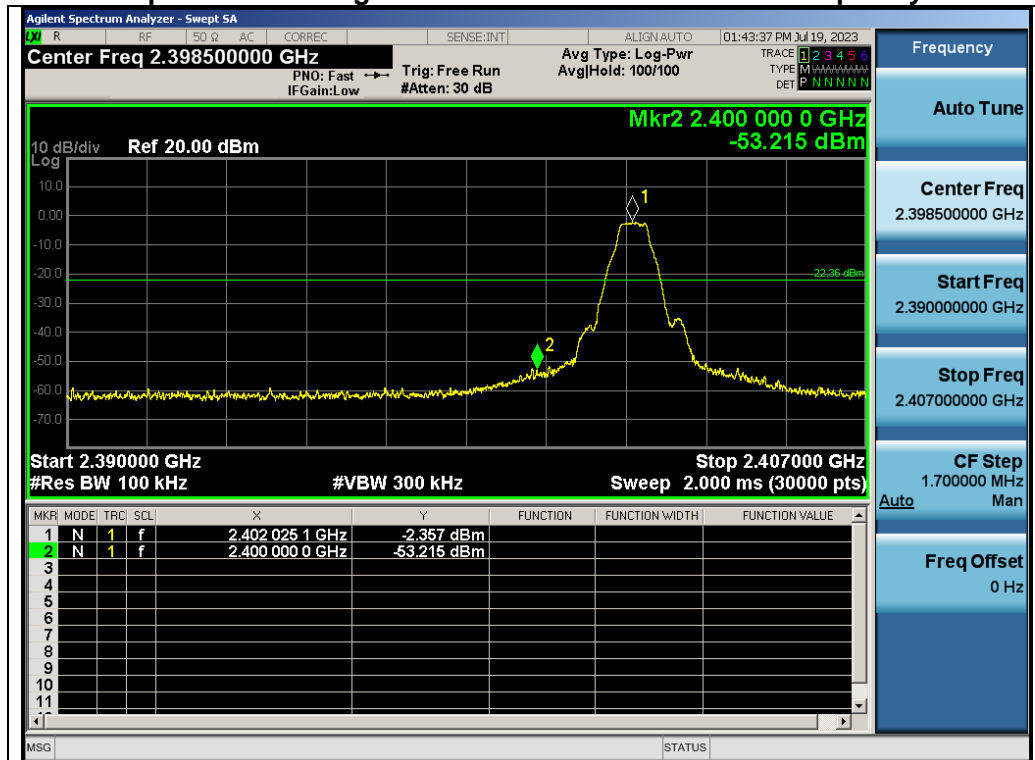 Agilent Spectrum Analyzer - Swept SA
LXI R RF 50 Ω AC CORREC SENSE:INT ALIGN AUTO 01:43:37 PM Jul 19, 2023
Center Freq 2.398500000 GHz
PNO: Fast
IFGain:Low
Trig: Free Run
#Atten: 30 dB
Avg Type: Log-Pwr
Avg|Hold: 100/100
TRACE 1 2 3 4 5 6
TYPE M WWWWW
DET P N N N N N
Mkr2 2.400 000 0 GHz
-53.215 dBm
10 dB/div Ref 20.00 dBm
Log
10.0
0.00
-10.0
-20.0
-30.0
-40.0
-50.0
-60.0
-70.0
1
-22.36 dBm
2
Start 2.390000 GHz Stop 2.407000 GHz
#Res BW 100 kHz #VBW 300 kHz Sweep 2.000 ms (30000 pts)
MKR MODE TRC SCL X Y FUNCTION FUNCTION WIDTH FUNCTION VALUE
1 N 1 f 2.402 025 1 GHz -2.357 dBm
2 N 1 f 2.400 000 0 GHz -53.215 dBm
3
4
5
6
7
8
9
10
11
MSG STATUS
Frequency
Auto Tune
Center Freq
2.398500000 GHz
Start Freq
2.390000000 GHz
Stop Freq
2.407000000 GHz
CF Step
1.700000 MHz
Auto Man
Freq Offset
0 Hz